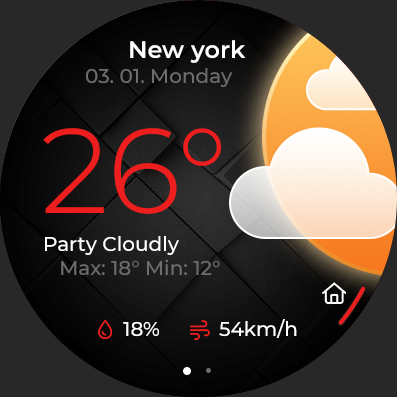 New york
03. 01. Monday
26°
Party Cloudly
Max: 18° Min: 12°
18% 54km/h